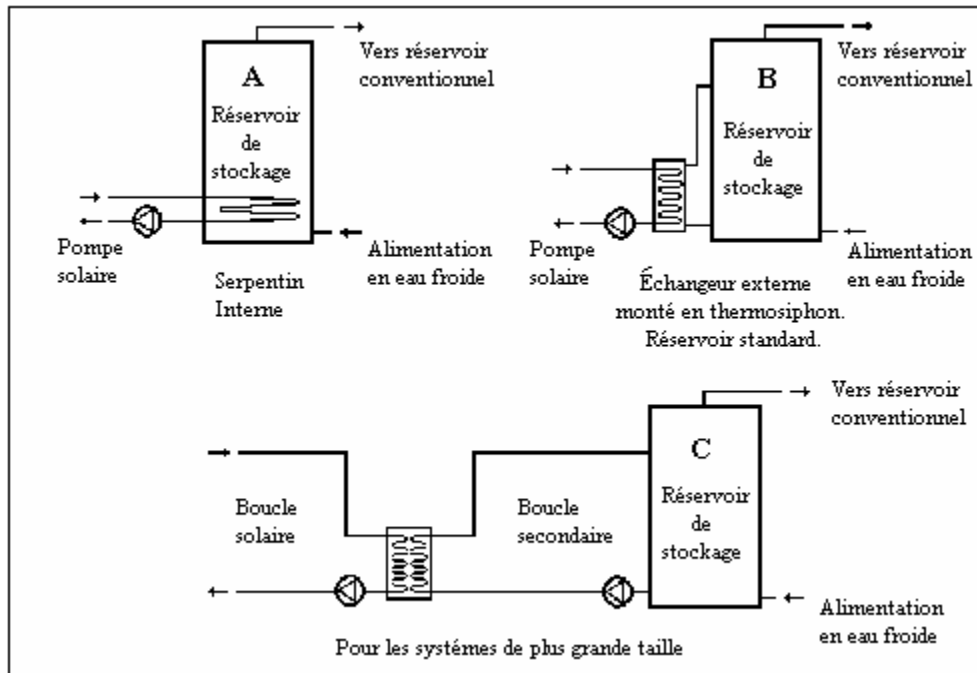 A
Réservoir
de
stockage
Vers réservoir
conventionnel
Pompe
solaire
Serpentin
Interne
Alimentation
en eau froide
B
Réservoir
de
stockage
Vers réservoir
conventionnel
Pompe
solaire
Échangeur externe
monté en thermosiphon.
Réservoir standard.
Alimentation
en eau froide
C
Réservoir
de
stockage
Vers réservoir
conventionnel
Boucle
solaire
Boucle
secondaire
Alimentation
en eau froide
Pour les systémes de plus grande taille